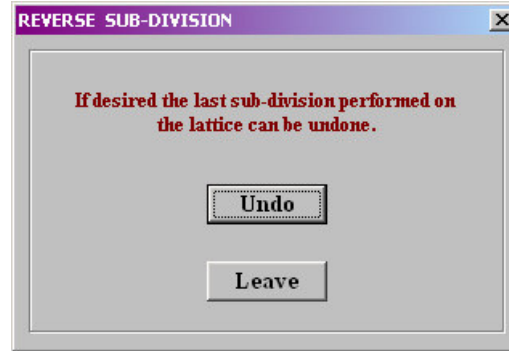 REVERSE SUB-DIVISION
If desired the last sub-division performed on
the lattice can be undone.
Undo
Leave